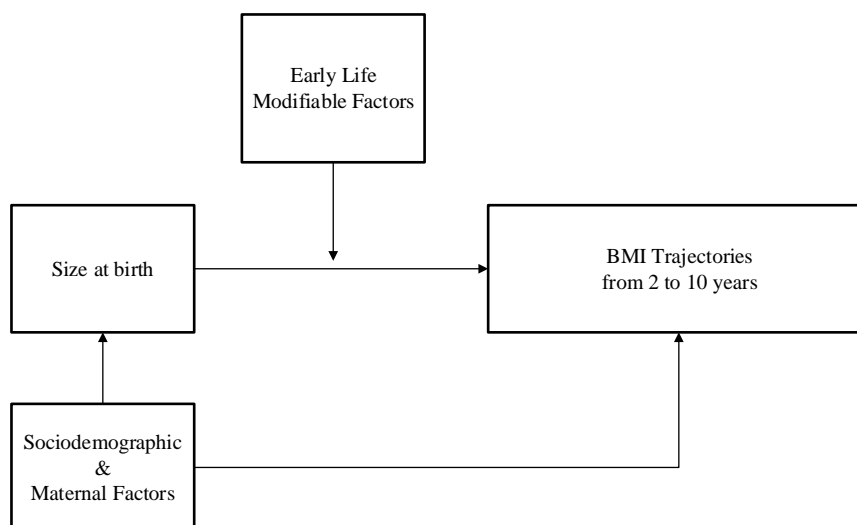 Early Life
Modifiable Factors
Size at birth
BMI Trajectories
from 2 to 10 years
Sociodemographic
&
Maternal Factors